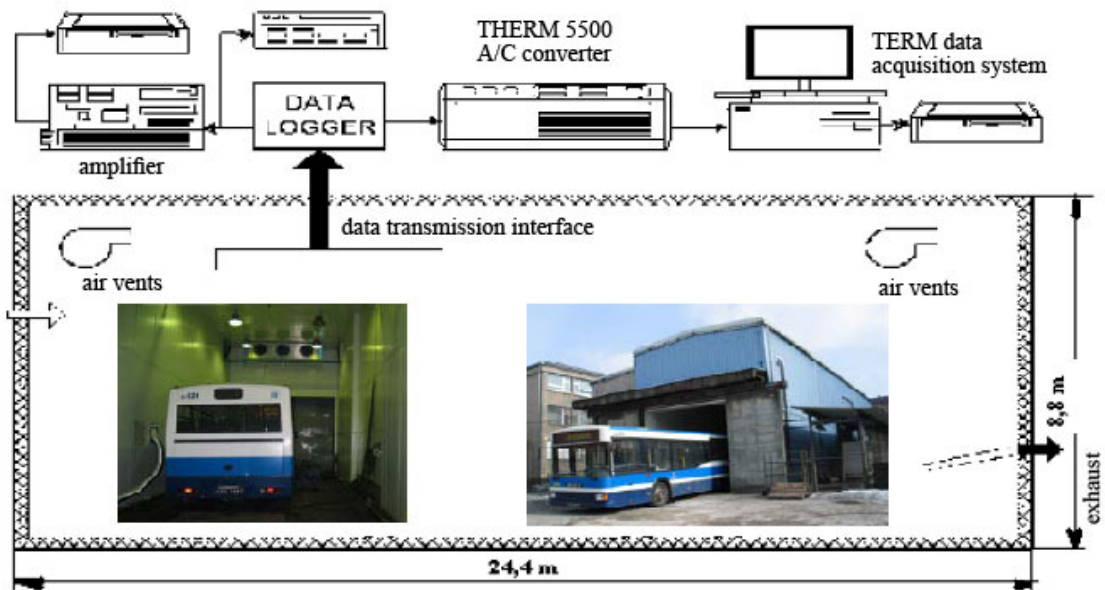 THERM 5500
A/C converter
TERM data
acquisition system
DATA
LOGGER
amplifier
data transmission interface
air vents
air vents
8,8 m
exhaust
24,4 m